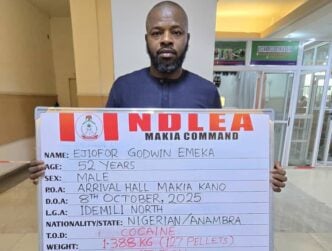 NDLEA
MAKIA COMMAND
NAME: EJIOFOR GODWIN EMEKA
AGE: 52 YEARS
SEX: MALE
P.O.A: ARRIVAL HALL MAKIA KANO
D.O.A: 8TH OCTOBER, 2025
L.G.A: IDEMILI NORTH
NATIONALITY/STATE: NIGERIAN/ANAMBRA
T.O.D: COCAINE
WEIGHT: 1.388KG (127 PELLETS)